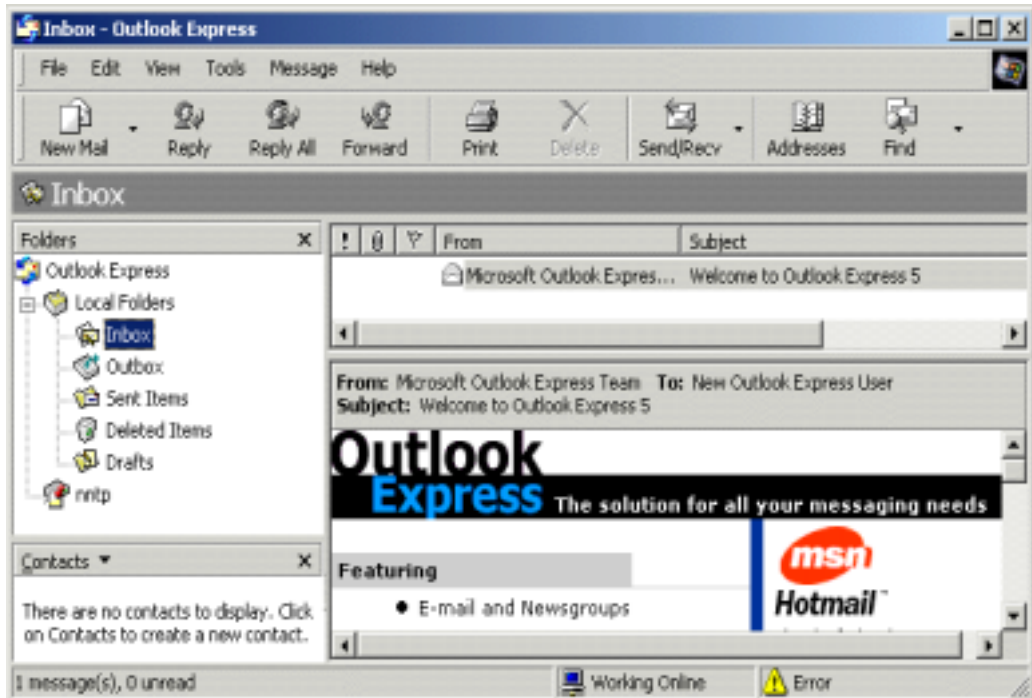 Inbox - Outlook Express
File Edit View Tools Message Help
New Mail Reply Reply All Forward Print Delete Send/Recv Addresses Find
Inbox
Folders
Outlook Express
Local Folders
Inbox
Outbox
Sent Items
Deleted Items
Drafts
nntp
Contacts
There are no contacts to display. Click
on Contacts to create a new contact.
! From Subject
Microsoft Outlook Expres... Welcome to Outlook Express 5
From: Microsoft Outlook Express Team To: New Outlook Express User
Subject: Welcome to Outlook Express 5
Outlook
Express The solution for all your messaging needs
Featuring
• E-mail and Newsgroups
msn
Hotmail™
1 message(s), 0 unread Working Online Error